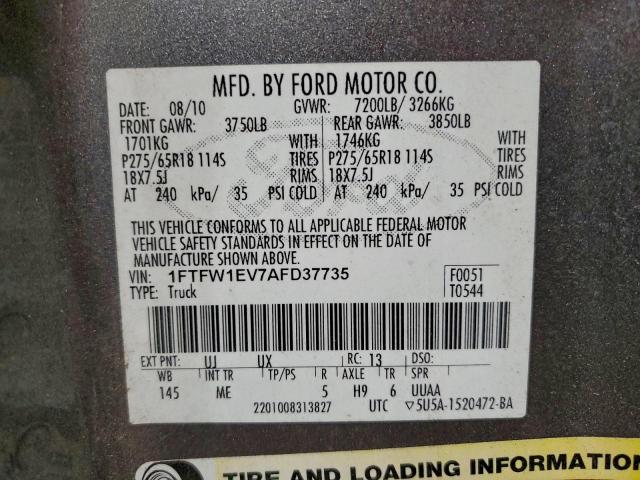 MFD. BY FORD MOTOR CO.
DATE: 08/10 GVWR: 7200LB/ 3266KG
FRONT GAWR: 3750LB REAR GAWR: 3850LB
1701KG WITH 1746KG WITH
P275/65R18 114S TIRES P275/65R18 114S TIRES
18X7.5J RIMS 18X7.5J RIMS
AT 240 kPa/ 35 PSI COLD AT 240 kPa/ 35 PSI COLD
THIS VEHICLE CONFORMS TO ALL APPLICABLE FEDERAL MOTOR
VEHICLE SAFETY STANDARDS IN EFFECT ON THE DATE OF
MANUFACTURE SHOWN ABOVE.
VIN: 1FTFW1EV7AFD37735 F0051
TYPE: Truck T0544
EXT PNT: UJ UX RC: 13 DSO:
WB INT TR TP/PS R AXLE TR SPR
145 ME 5 H9 6 UUAA
2201008313827 UTC ▽5U5A-1520472-BA
TIRE AND LOADING INFORMATION